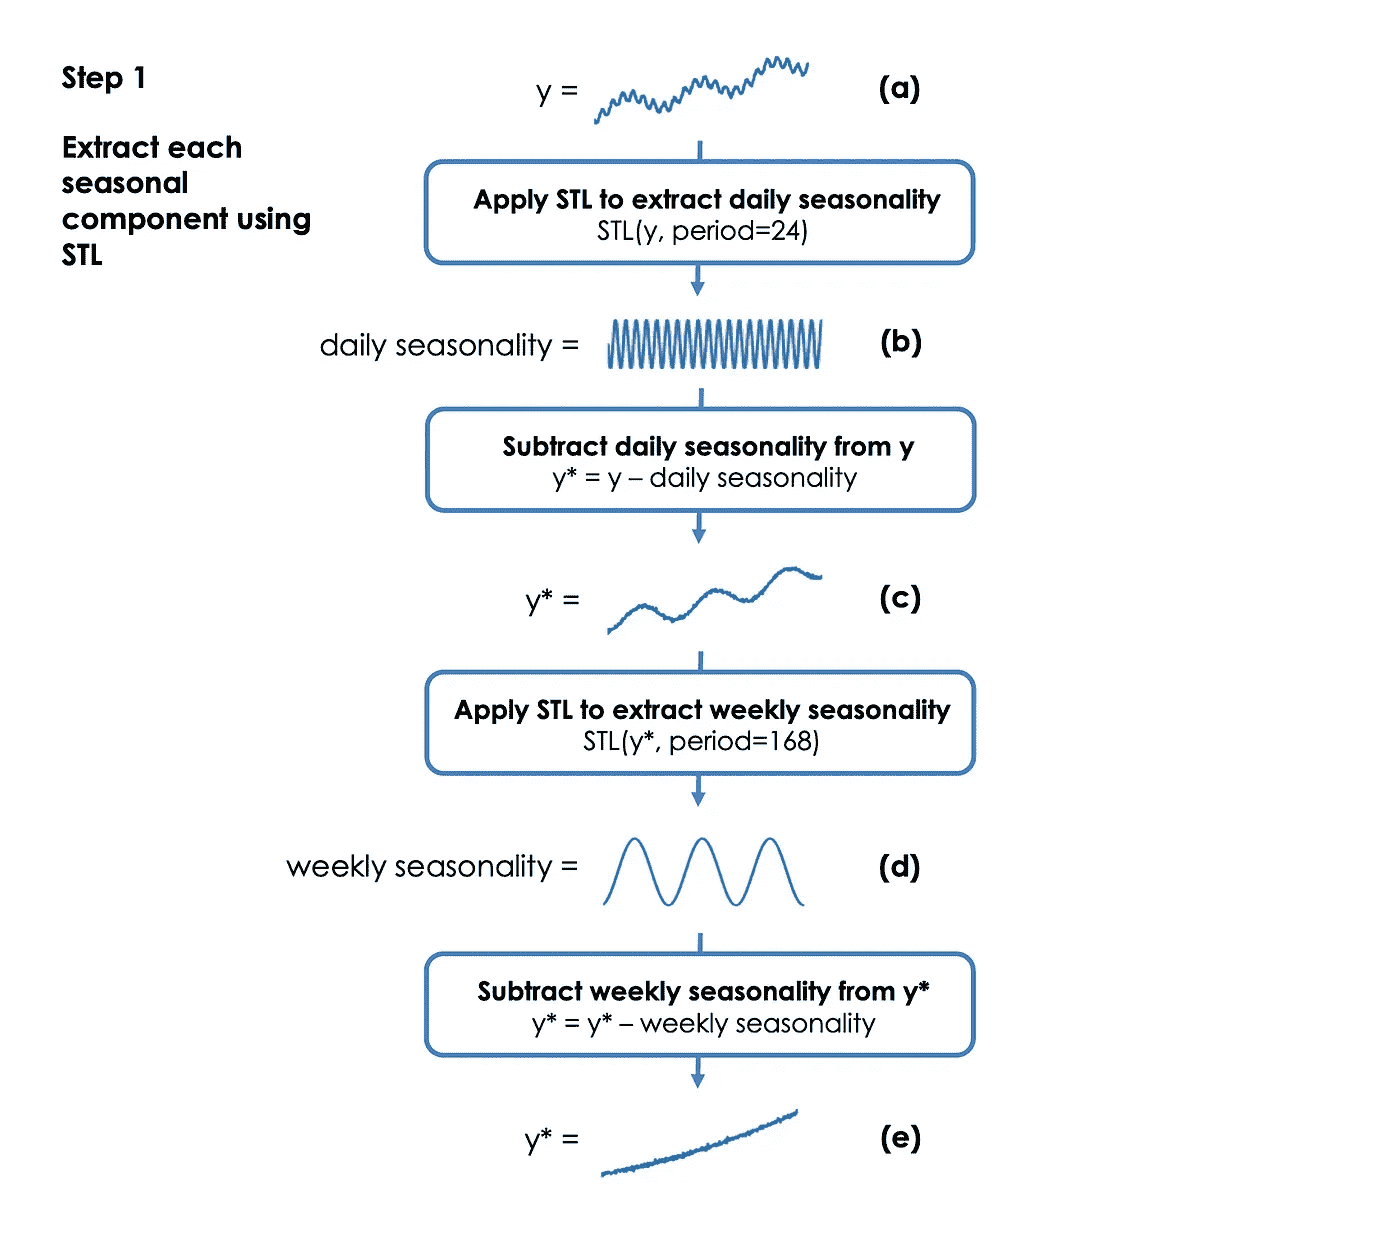 Step 1
Extract each
seasonal
component using
STL
y =
(a)
Apply STL to extract daily seasonality
STL(y, period=24)
daily seasonality =
(b)
Subtract daily seasonality from y
y* = y – daily seasonality
y* =
(c)
Apply STL to extract weekly seasonality
STL(y*, period=168)
weekly seasonality =
(d)
Subtract weekly seasonality from y*
y* = y* – weekly seasonality
y* =
(e)